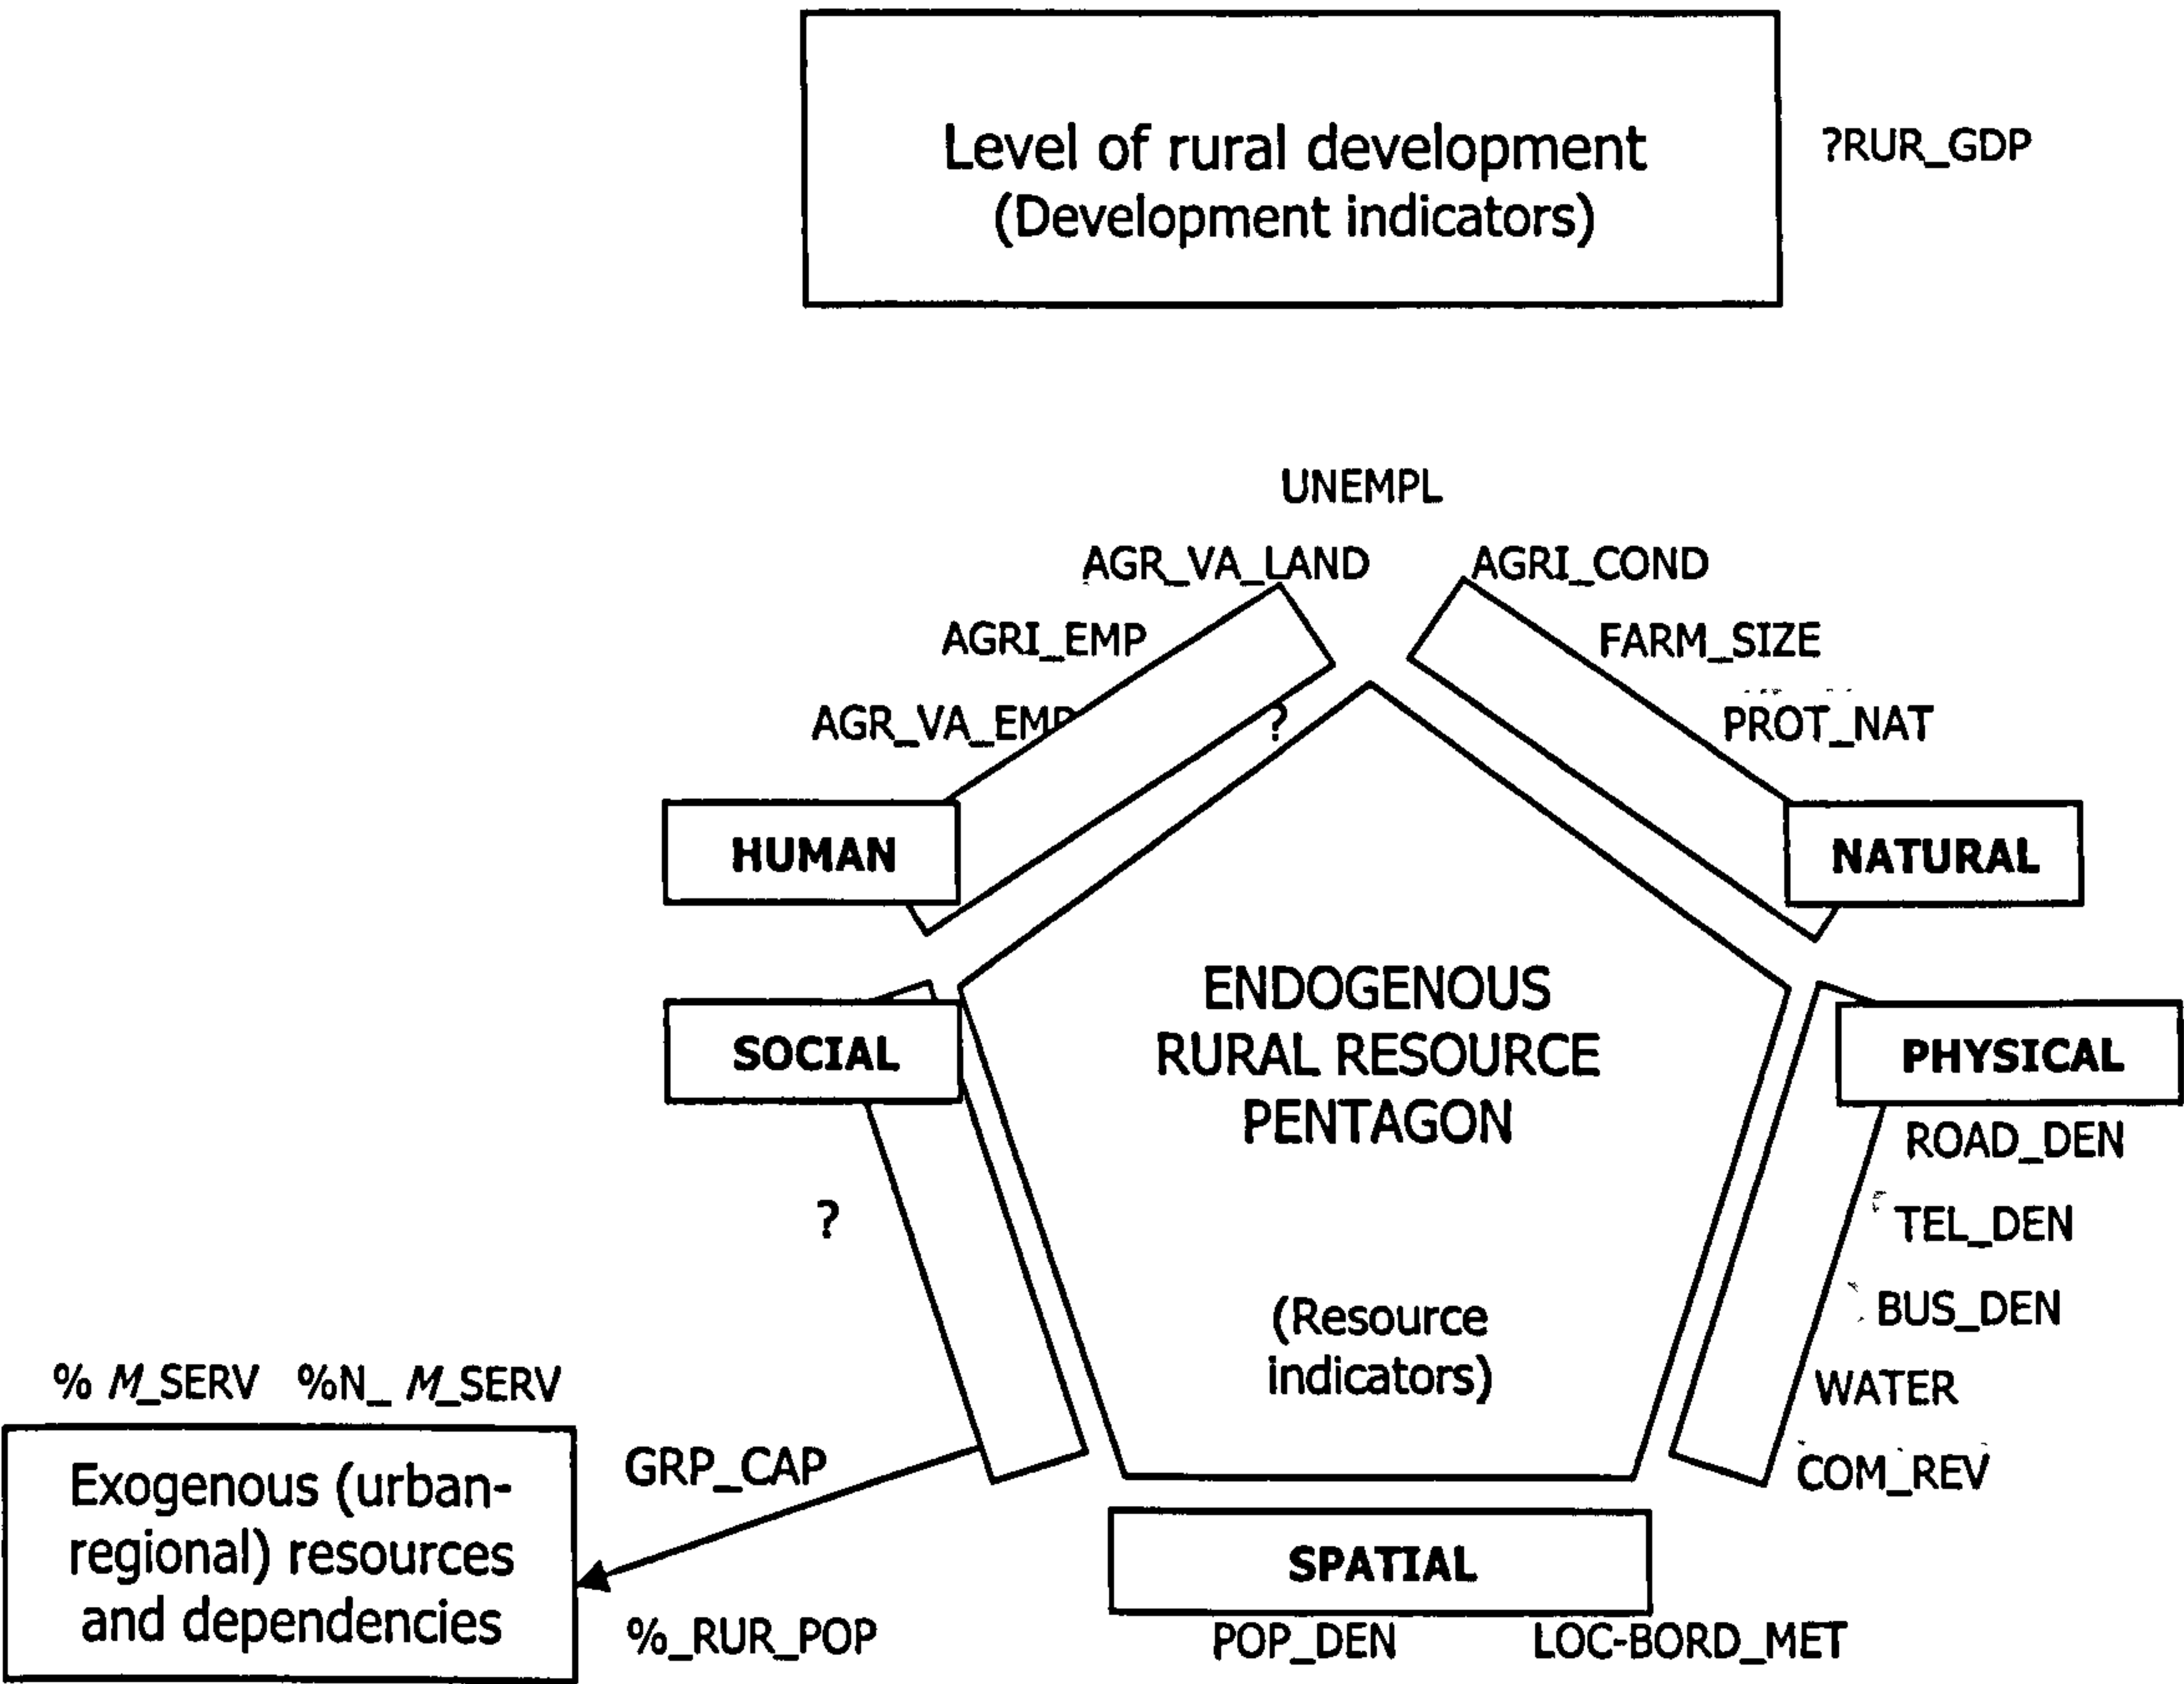 Level of rural development
(Development indicators)
?RUR_GDP
UNEMPL
AGR_VA_LAND
AGRI_COND
AGRI_EMP
FARM_SIZE
AGR_VA_EMP
?
PROT_NAT
HUMAN
NATURAL
SOCIAL
PHYSICAL
ENDOGENOUS
RURAL RESOURCE
PENTAGON
ROAD_DEN
?
TEL_DEN
(Resource
indicators)
BUS_DEN
WATER
COM_REV
% M_SERV %N_ M_SERV
Exogenous (urban-
regional) resources
and dependencies
GRP_CAP
%_RUR_POP
SPATIAL
POP_DEN
LOC-BORD_MET